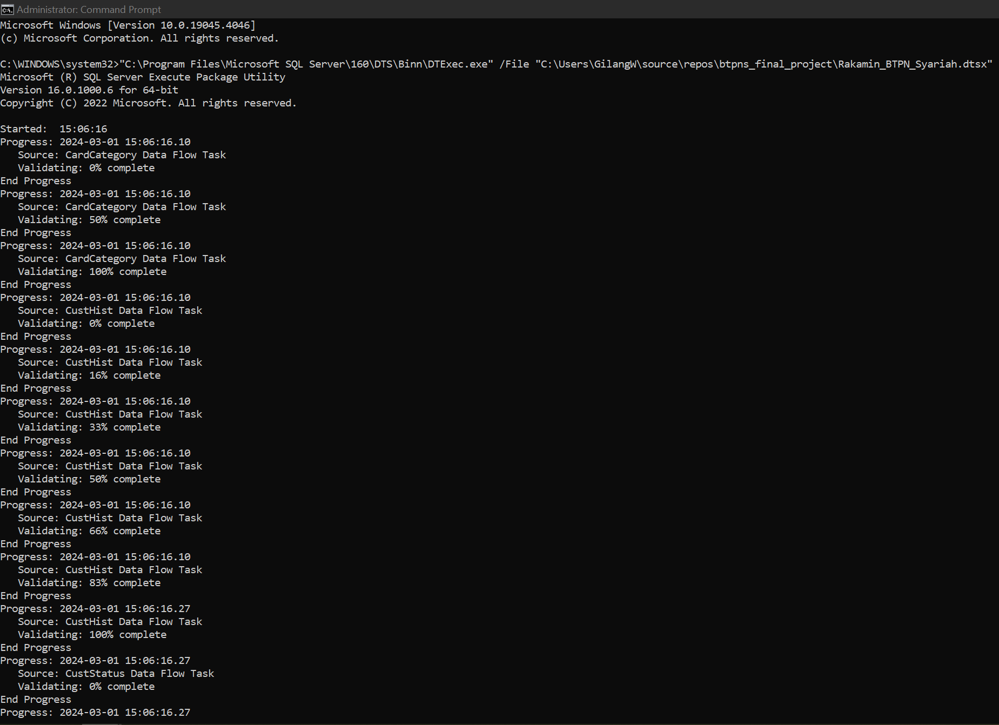 Administrator: Command Prompt
Microsoft Windows [Version 10.0.19045.4046]
(c) Microsoft Corporation. All rights reserved.
C:\WINDOWS\system32>"C:\Program Files\Microsoft SQL Server\160\DTS\Binn\DTExec.exe" /File "C:\Users\GilangW\source\repos\btpns_final_project\Rakamin_BTPN_Syariah.dtsx"
Microsoft (R) SQL Server Execute Package Utility
Version 16.0.1000.6 for 64-bit
Copyright (C) 2022 Microsoft. All rights reserved.
Started:  15:06:16
Progress: 2024-03-01 15:06:16.10
   Source: CardCategory Data Flow Task
   Validating: 0% complete
End Progress
Progress: 2024-03-01 15:06:16.10
   Source: CardCategory Data Flow Task
   Validating: 50% complete
End Progress
Progress: 2024-03-01 15:06:16.10
   Source: CardCategory Data Flow Task
   Validating: 100% complete
End Progress
Progress: 2024-03-01 15:06:16.10
   Source: CustHist Data Flow Task
   Validating: 0% complete
End Progress
Progress: 2024-03-01 15:06:16.10
   Source: CustHist Data Flow Task
   Validating: 16% complete
End Progress
Progress: 2024-03-01 15:06:16.10
   Source: CustHist Data Flow Task
   Validating: 33% complete
End Progress
Progress: 2024-03-01 15:06:16.10
   Source: CustHist Data Flow Task
   Validating: 50% complete
End Progress
Progress: 2024-03-01 15:06:16.10
   Source: CustHist Data Flow Task
   Validating: 66% complete
End Progress
Progress: 2024-03-01 15:06:16.10
   Source: CustHist Data Flow Task
   Validating: 83% complete
End Progress
Progress: 2024-03-01 15:06:16.27
   Source: CustHist Data Flow Task
   Validating: 100% complete
End Progress
Progress: 2024-03-01 15:06:16.27
   Source: CustStatus Data Flow Task
   Validating: 0% complete
End Progress
Progress: 2024-03-01 15:06:16.27